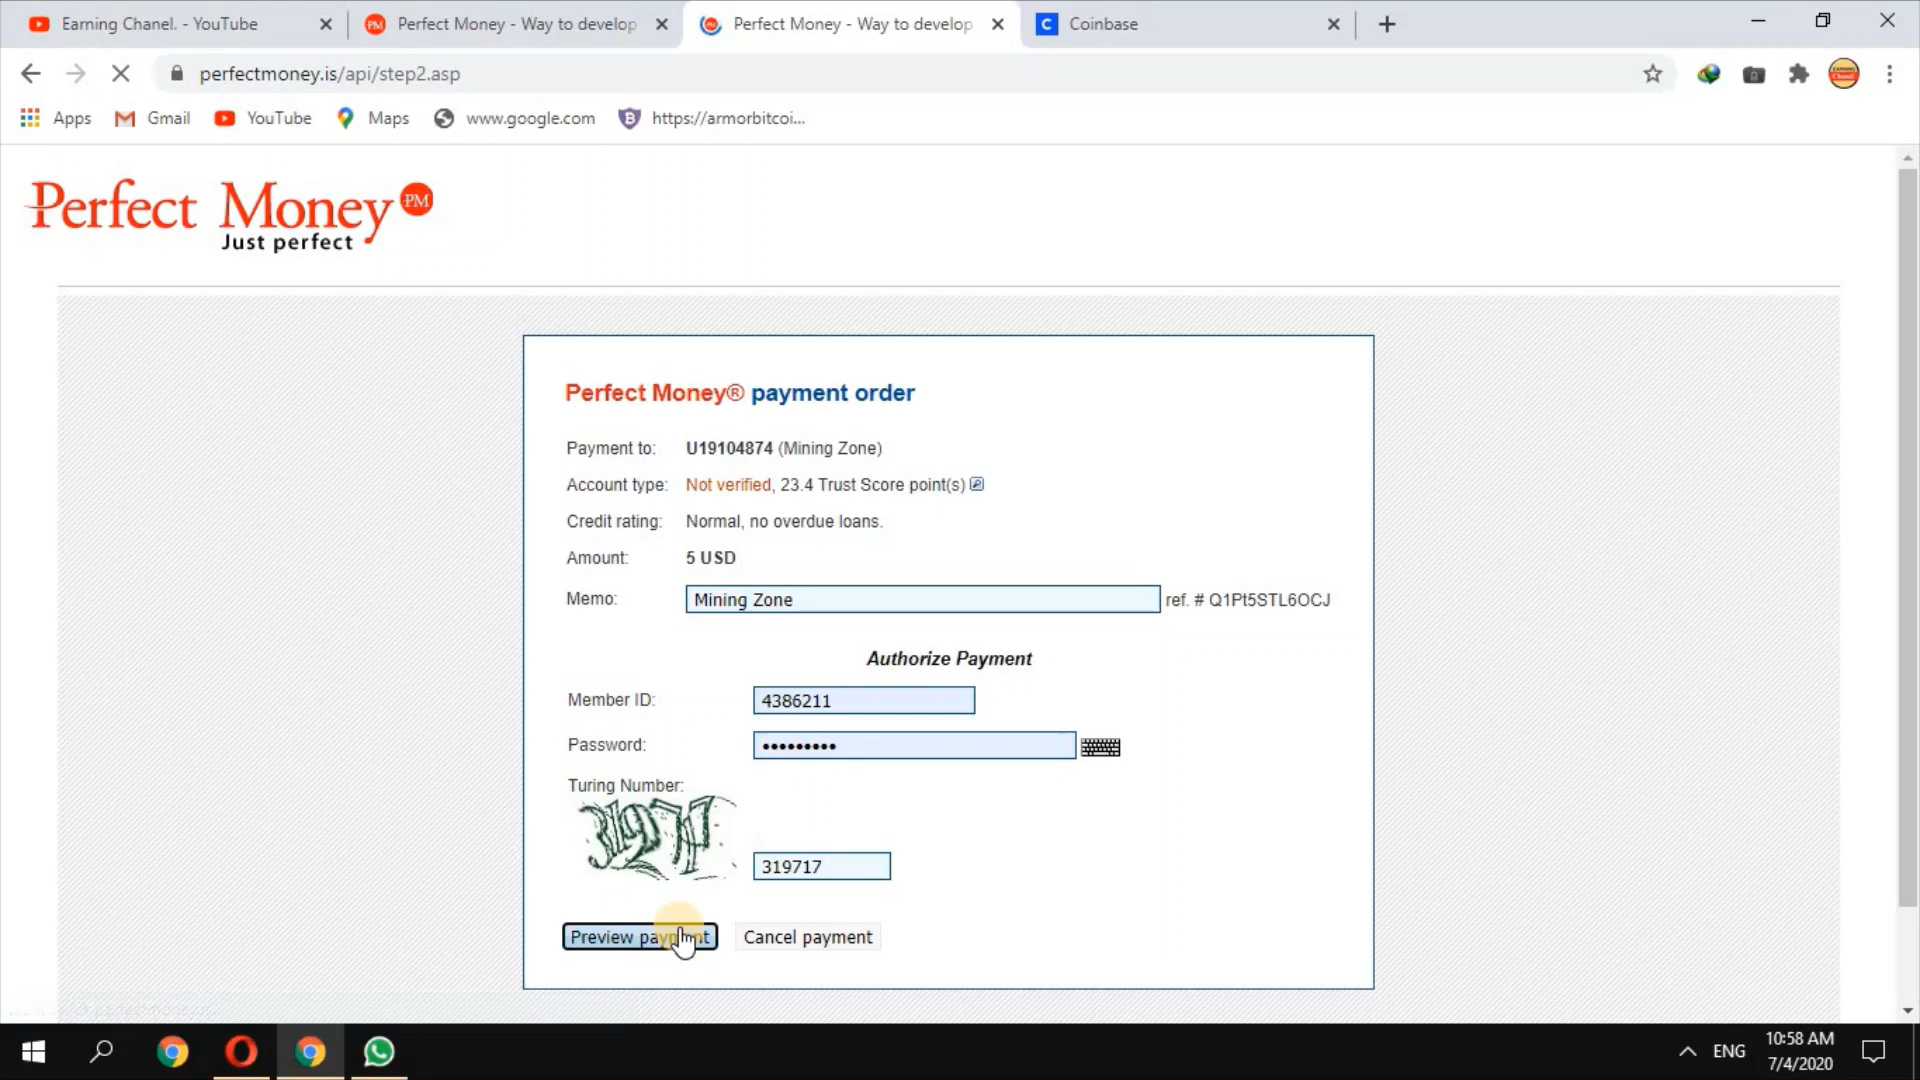 Earning Chanel. - YouTube
Perfect Money - Way to develop
Perfect Money - Way to develop
Coinbase
perfectmoney.is/api/step2.asp
Apps
Gmail
YouTube
Maps
www.google.com
https://armorbitcoi...
Perfect Money PM
Just perfect
Perfect Money® payment order
Payment to: U19104874 (Mining Zone)
Account type: Not verified, 23.4 Trust Score point(s)
Credit rating: Normal, no overdue loans.
Amount: 5 USD
Memo: Mining Zone ref. # Q1Pt5STL6OCJ
Authorize Payment
Member ID: 4386211
Password: •••••••••
Turing Number:
319717
Preview payment
Cancel payment
ENG
10:58 AM
7/4/2020